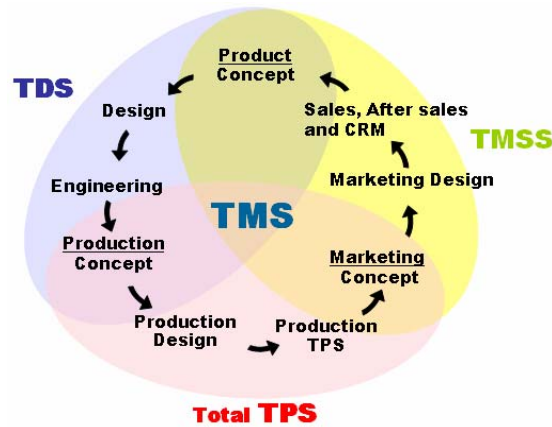 Product
Concept
TDS
Design
Sales, After sales
and CRM
TMSS
Engineering
Marketing Design
TMS
Production
Concept
Marketing
Concept
Production
Design
Production
TPS
Total TPS